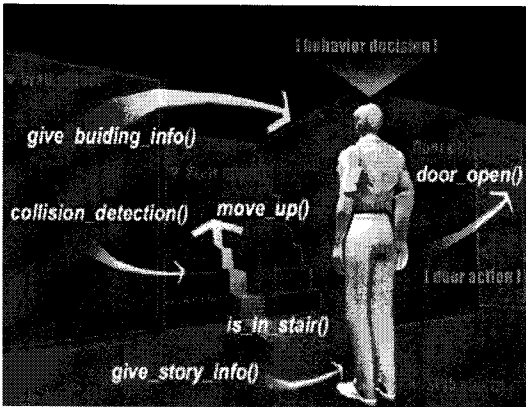 [ behavior decision ]
give_buiding_info()
door_open()
collision_detection()
move_up()
[ door action ]
is_in_stair()
give_story_info()